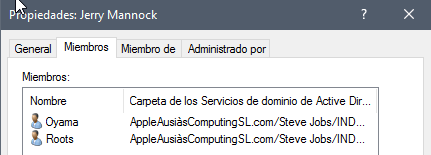 Propiedades: Jerry Mannock ? ×
General Miembros Miembro de Administrado por
Miembros:
Nombre Carpeta de los Servicios de dominio de Active Dir...
Oyama AppleAusiàsComputingSL.com/Steve Jobs/IND...
Roots AppleAusiàsComputingSL.com/Steve Jobs/IND...